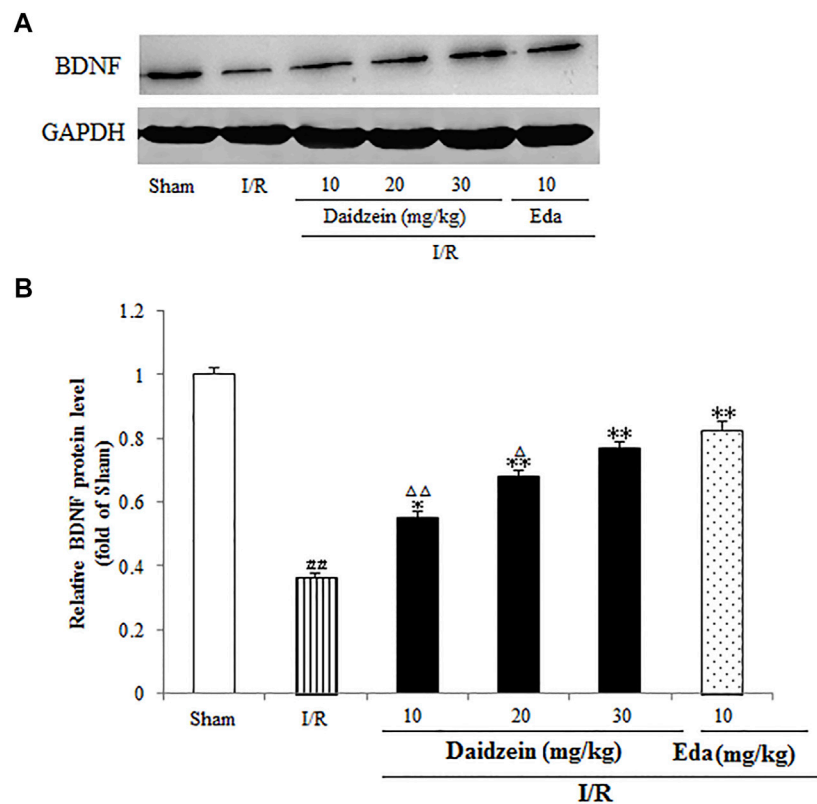 A
BDNF
GAPDH
Sham I/R 10 20 30 10
Daidzein (mg/kg) Eda
I/R
B
Relative BDNF protein level
(fold of Sham)
1.2
1
0.8
0.6
0.4
0.2
0
##
△△
*
△
**
**
**
Sham I/R 10 20 30 10
Daidzein (mg/kg) Eda(mg/kg)
I/R